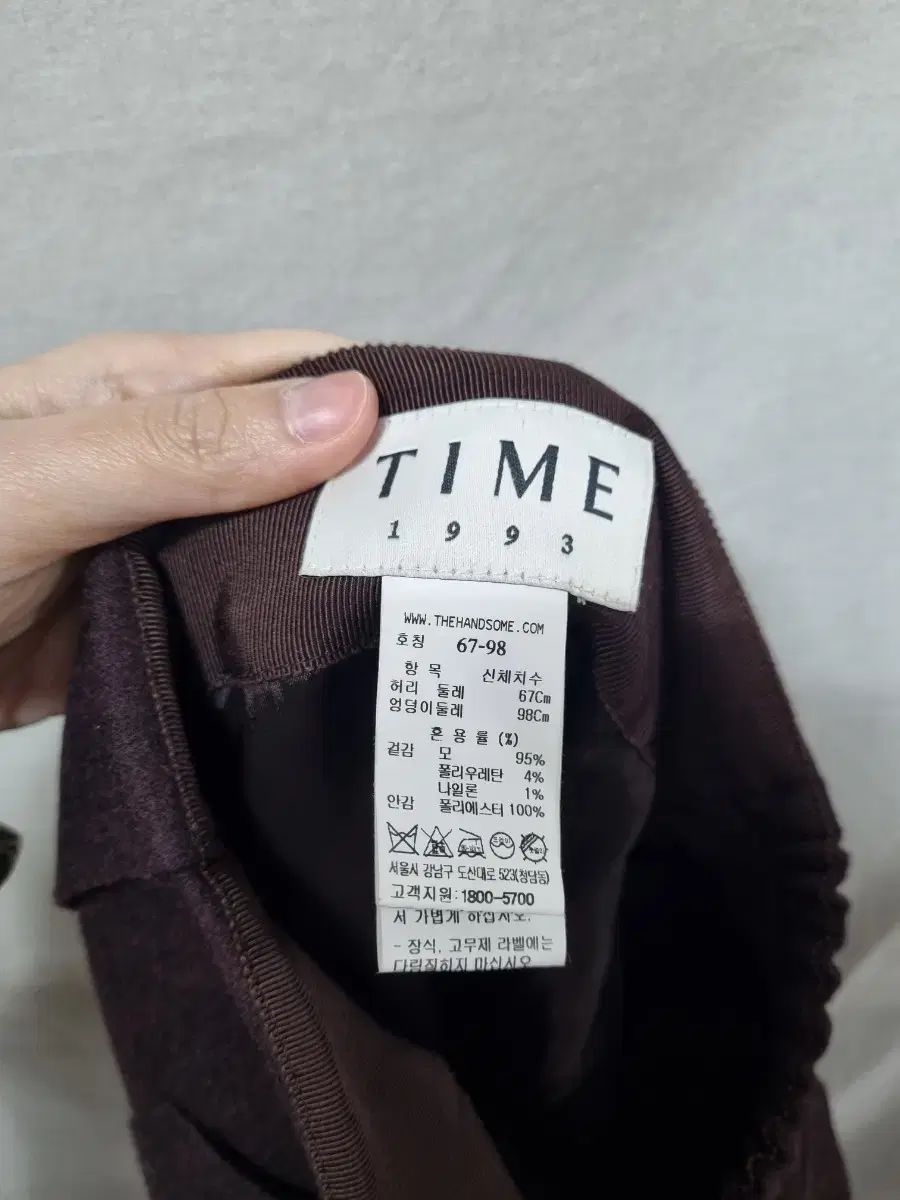 TIME
1993
WWW.THEHANDSOME.COM
호칭 67-98
항 목 신체치수
허리 둘레 67Cm
엉덩이둘레 98Cm
혼 용 률 (%)
겉감 모 95%
폴리우레탄 4%
나일론 1%
안감 폴리에스터 100%
서울시 강남구 도산대로 523(청담동)
고객지원: 1800-5700
서 가볍게 하십시오.
- 장식, 고무제 라벨에는
다림질하지 마십시오